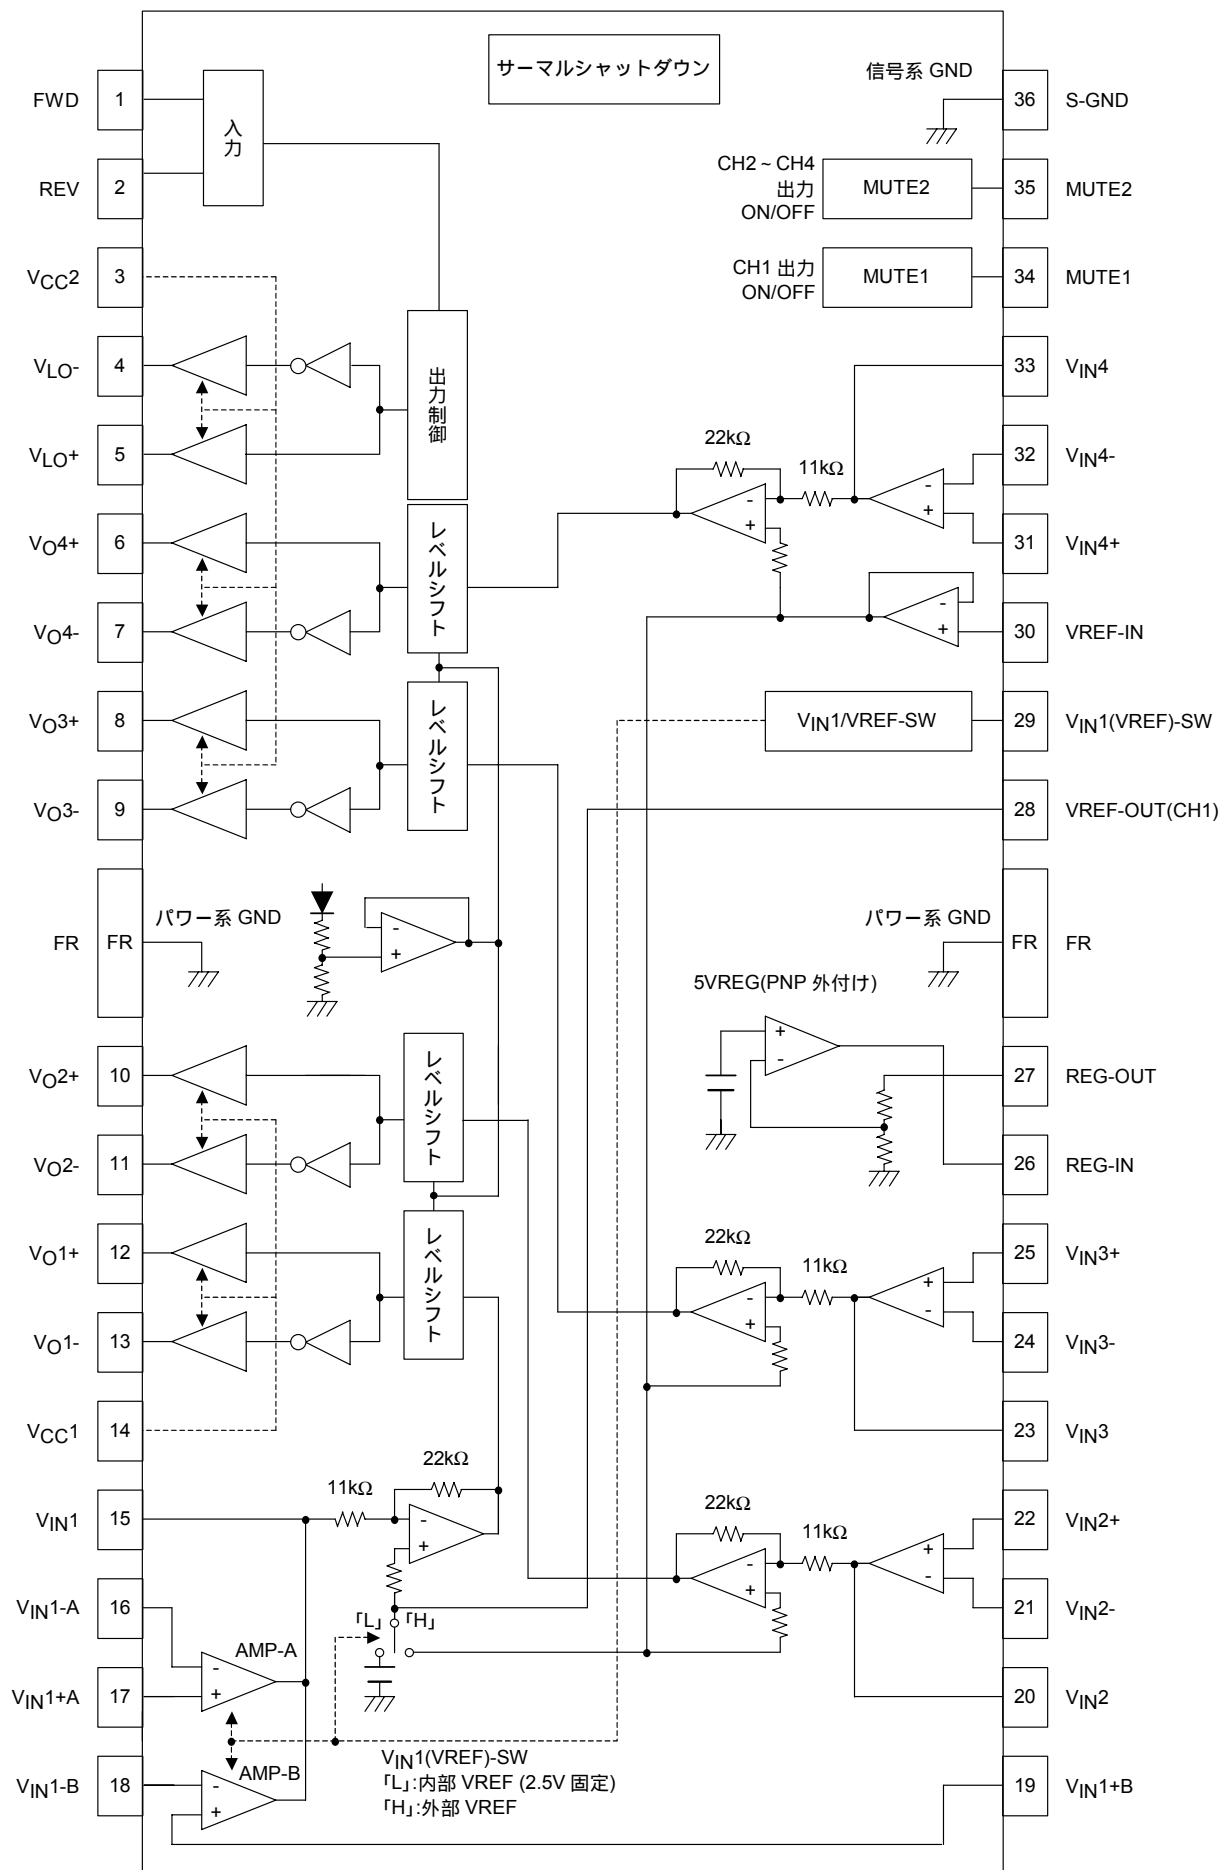 サーマルシャットダウン
信号系 GND
FWD 1
入力
36 S-GND
REV 2
CH2 ~ CH4
出力
ON/OFF
MUTE2
35 MUTE2
VCC2 3
CH1 出力
ON/OFF
MUTE1
34 MUTE1
VLO- 4
出力制御
33 VIN4
VLO+ 5
22kΩ
11kΩ
-
+
-
+
32 VIN4-
VO4+ 6
レベルシフト
31 VIN4+
VO4- 7
-
+
30 VREF-IN
VO3+ 8
レベルシフト
VIN1/VREF-SW
29 VIN1(VREF)-SW
VO3- 9
28 VREF-OUT(CH1)
FR
FR
パワー系 GND
-
+
パワー系 GND
FR
FR
5VREG(PNP 外付け)
+
-
VO2+ 10
レベルシフト
27 REG-OUT
VO2- 11
26 REG-IN
VO1+ 12
レベルシフト
22kΩ
11kΩ
-
+
+
-
25 VIN3+
VO1- 13
24 VIN3-
VCC1 14
23 VIN3
VIN1 15
11kΩ
22kΩ
-
+
22kΩ
11kΩ
-
+
+
-
22 VIN2+
VIN1-A 16
「L」
「H」
21 VIN2-
AMP-A
-
+
VIN1+A 17
20 VIN2
VIN1(VREF)-SW
「L」:内部 VREF (2.5V 固定)
「H」:外部 VREF
AMP-B
-
+
VIN1-B 18
19 VIN1+B